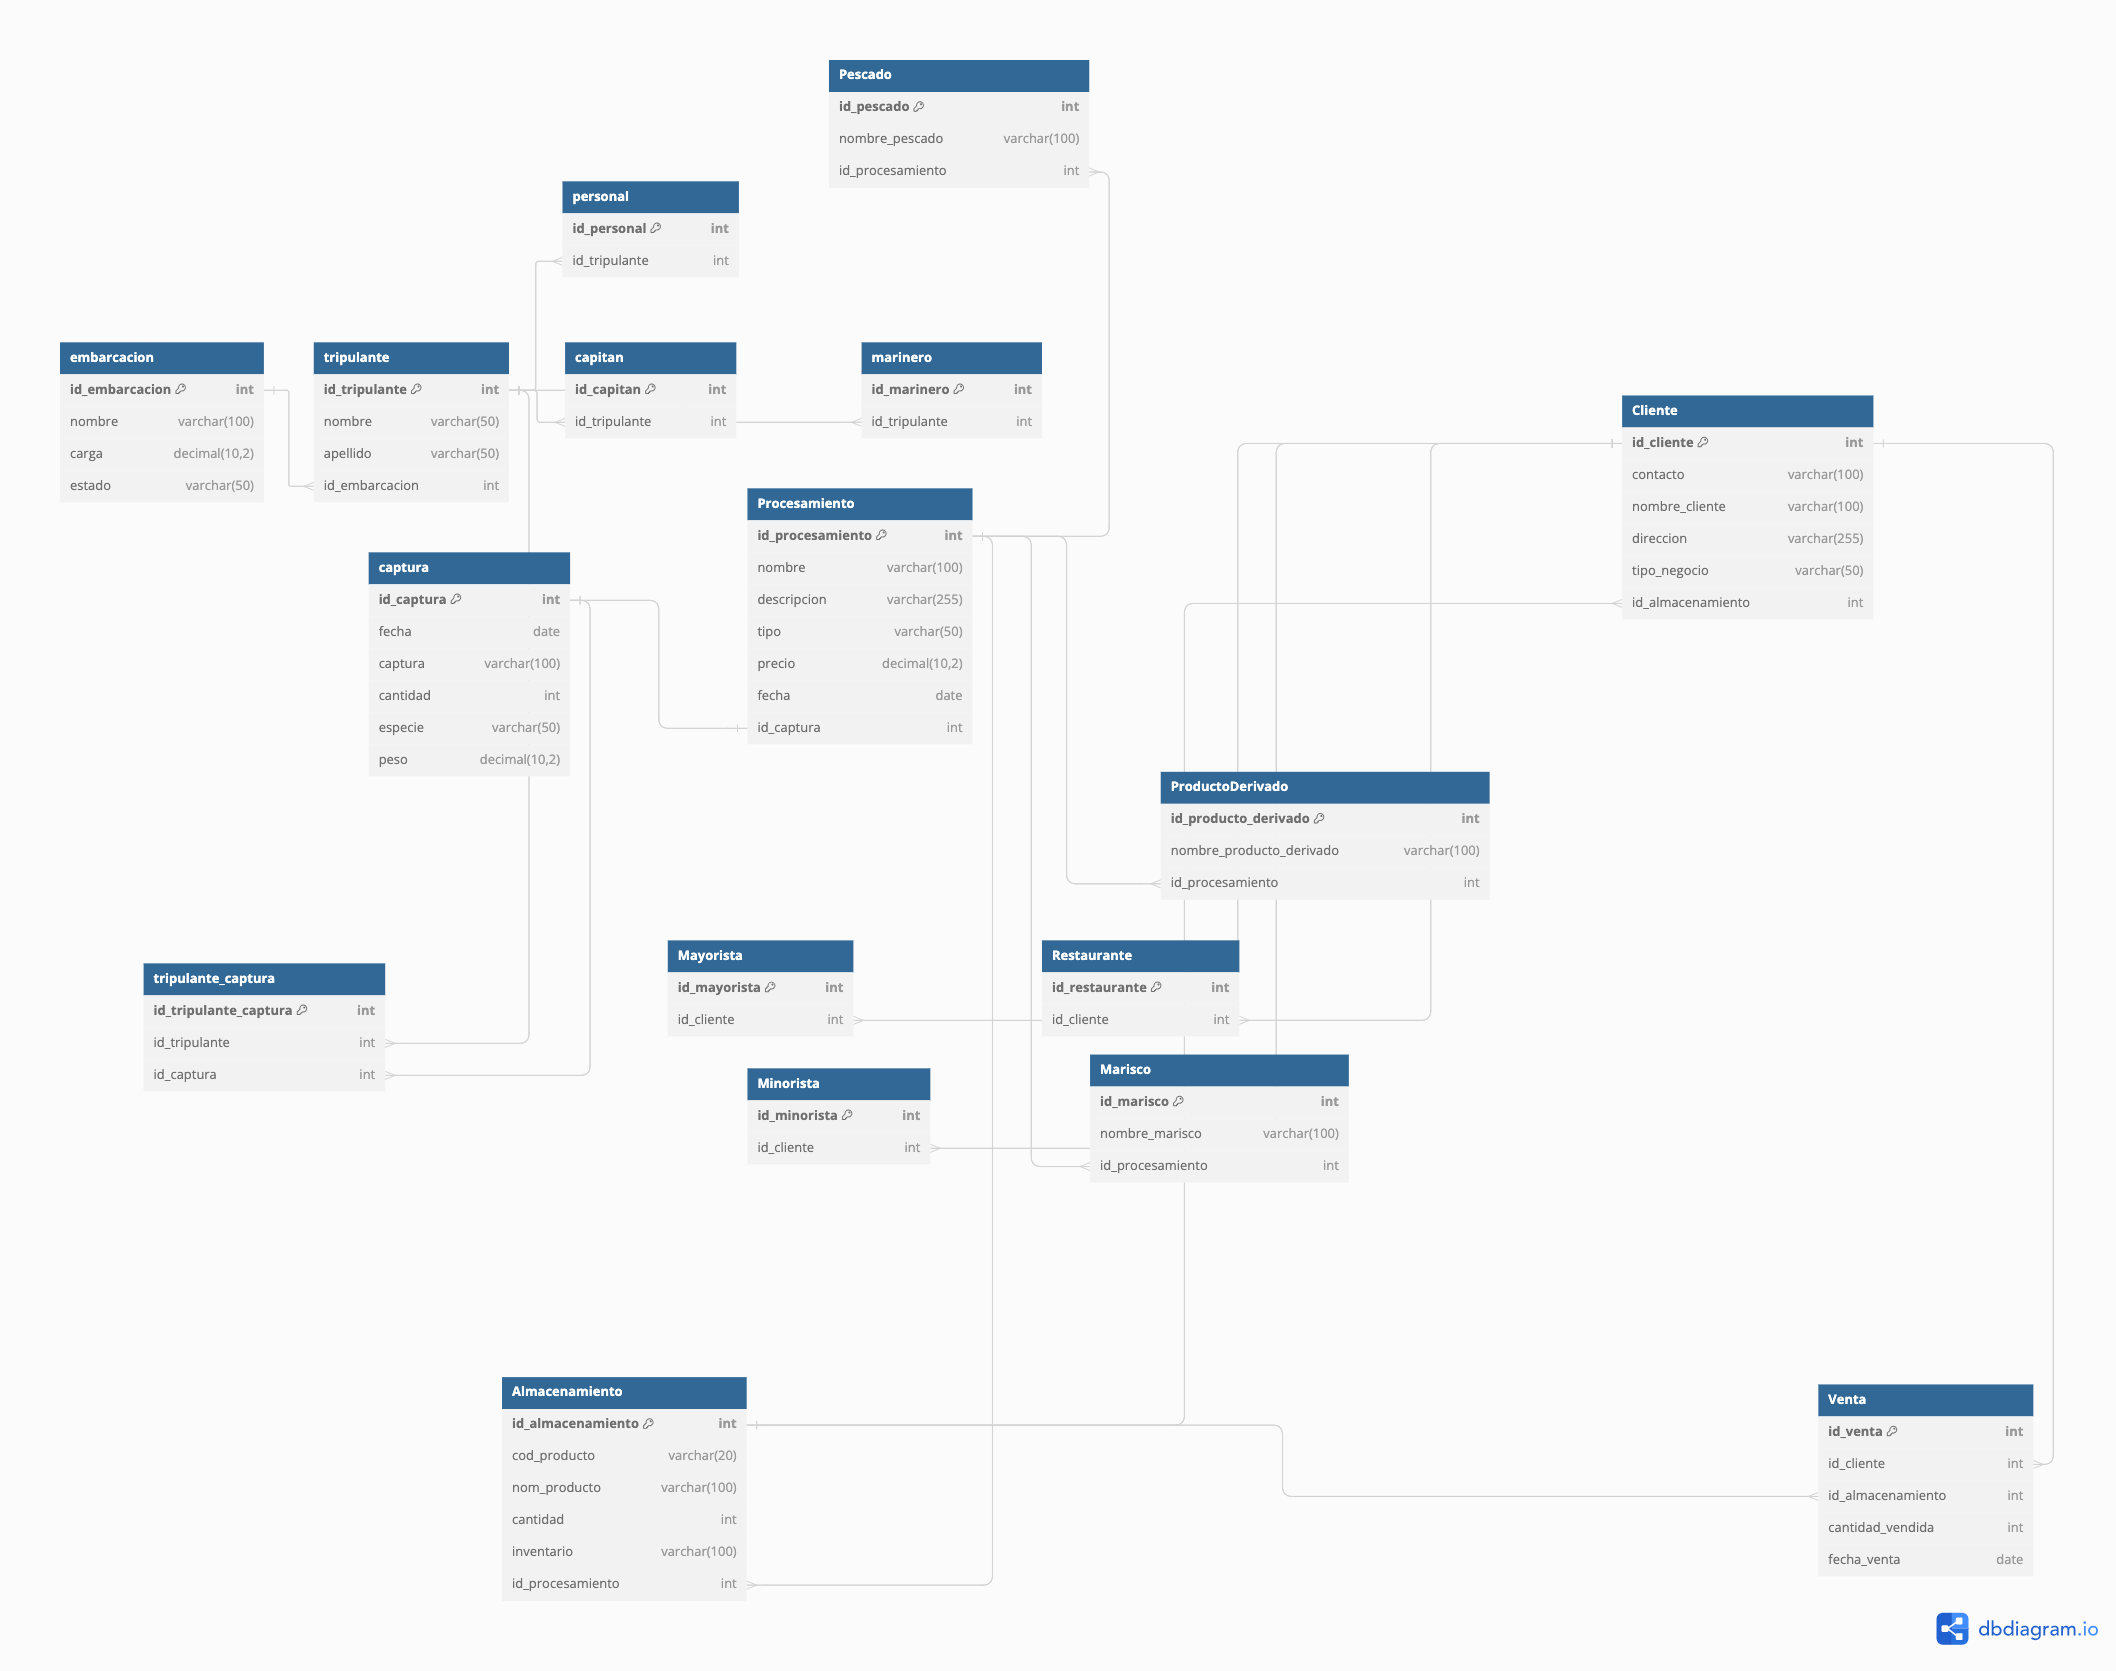 Pescado
id_pescado int
nombre_pescado varchar(100)
id_procesamiento int
personal
id_personal int
id_tripulante int
embarcacion
id_embarcacion int
nombre varchar(100)
carga decimal(10,2)
estado varchar(50)
tripulante
id_tripulante int
nombre varchar(50)
apellido varchar(50)
id_embarcacion int
capitan
id_capitan int
id_tripulante int
marinero
id_marinero int
id_tripulante int
Cliente
id_cliente int
contacto varchar(100)
nombre_cliente varchar(100)
direccion varchar(255)
tipo_negocio varchar(50)
id_almacenamiento int
Procesamiento
id_procesamiento int
nombre varchar(100)
descripcion varchar(255)
tipo varchar(50)
precio decimal(10,2)
fecha date
id_captura int
captura
id_captura int
fecha date
captura varchar(100)
cantidad int
especie varchar(50)
peso decimal(10,2)
ProductoDerivado
id_producto_derivado int
nombre_producto_derivado varchar(100)
id_procesamiento int
tripulante_captura
id_tripulante_captura int
id_tripulante int
id_captura int
Mayorista
id_mayorista int
id_cliente int
Restaurante
id_restaurante int
id_cliente int
Minorista
id_minorista int
id_cliente int
Marisco
id_marisco int
nombre_marisco varchar(100)
id_procesamiento int
Almacenamiento
id_almacenamiento int
cod_producto varchar(20)
nom_producto varchar(100)
cantidad int
inventario varchar(100)
id_procesamiento int
Venta
id_venta int
id_cliente int
id_almacenamiento int
cantidad_vendida int
fecha_venta date
dbdiagram.io